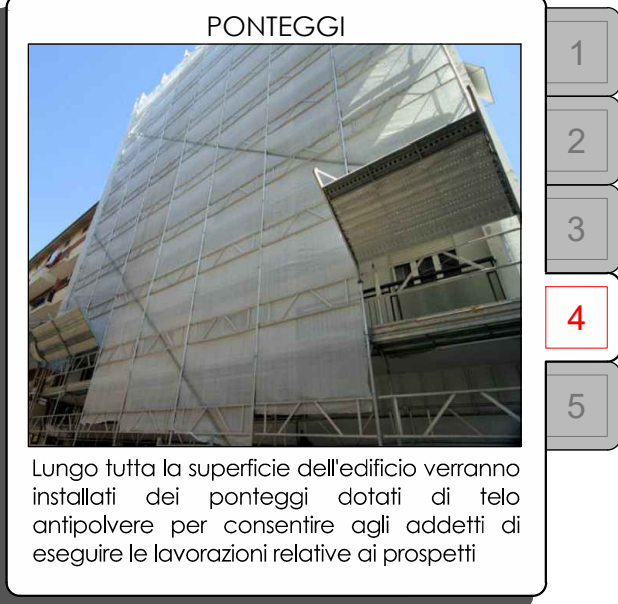 PONTEGGI
1
2
3
4
5
Lungo tutta la superficie dell'edificio verranno
installati dei ponteggi dotati di telo
antipolvere per consentire agli addetti di
eseguire le lavorazioni relative ai prospetti